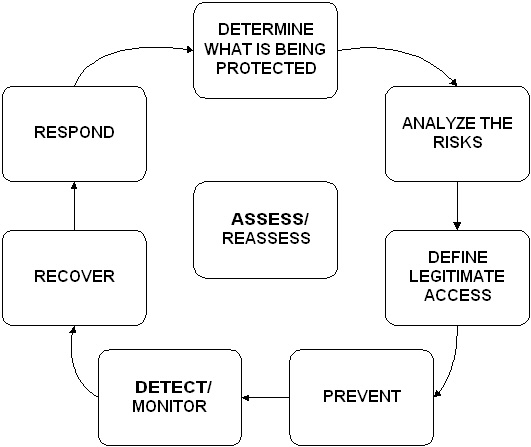 DETERMINE
WHAT IS BEING
PROTECTED
ANALYZE THE
RISKS
DEFINE
LEGITIMATE
ACCESS
PREVENT
DETECT/
MONITOR
RECOVER
RESPOND
ASSESS/
REASSESS